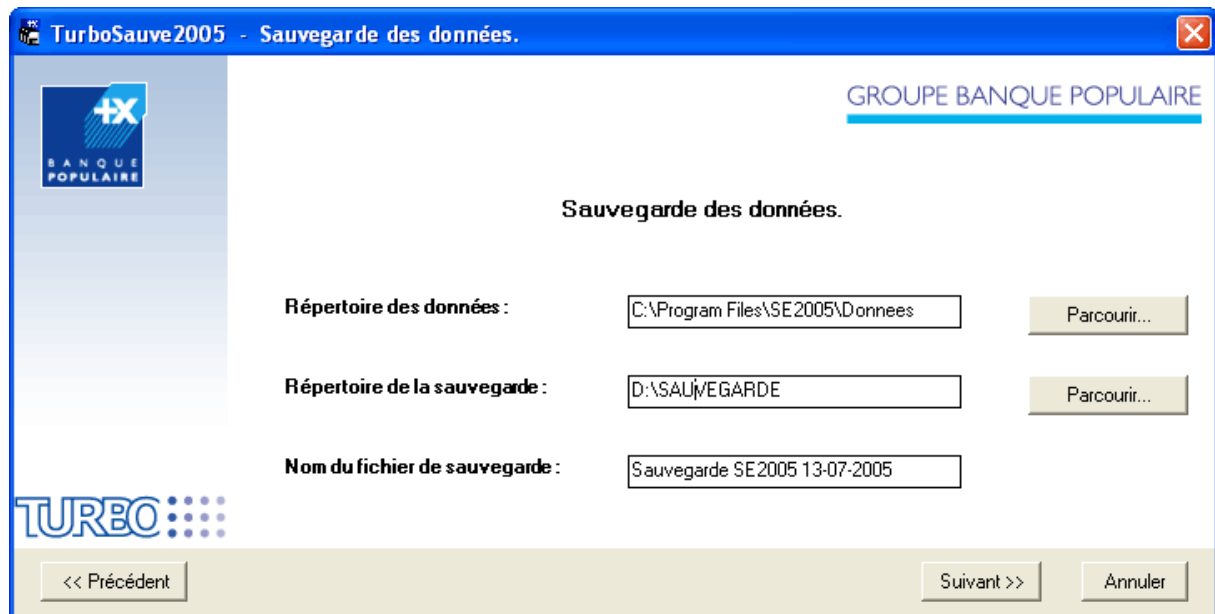 TurboSauve2005 - Sauvegarde des données.
+X
BANQUE
POPULAIRE
GROUPE BANQUE POPULAIRE
Sauvegarde des données.
Répertoire des données :
C:\Program Files\SE2005\Donnees
Parcourir...
Répertoire de la sauvegarde :
D:\SAUVEGARDE
Parcourir...
Nom du fichier de sauvegarde :
Sauvegarde SE2005 13-07-2005
TURBO
<< Précédent
Suivant >>
Annuler